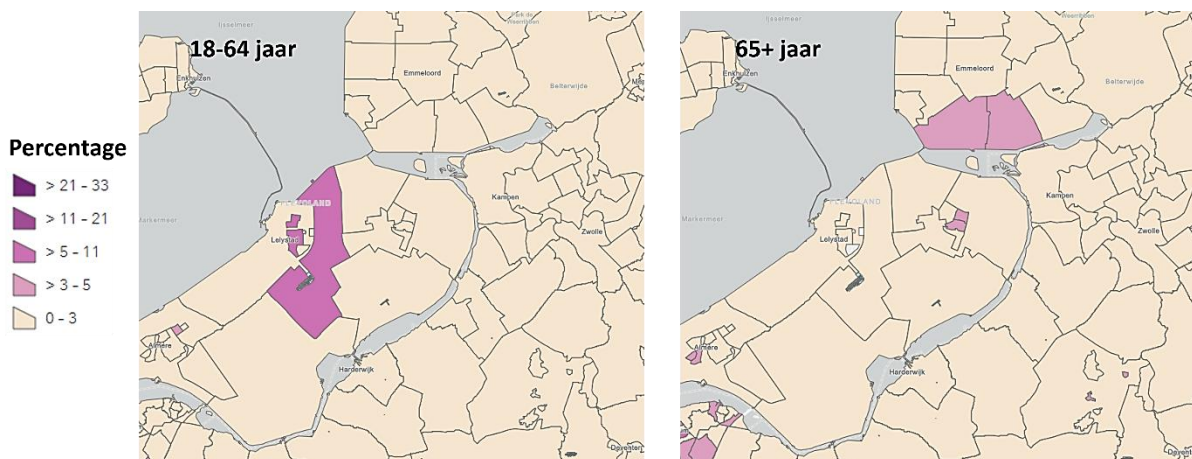 18-64 jaar
Ijsselmeer
Enkhuizen
Emmeloord
Belterwijde
Markermeer
FLEVOLAND
Lelystad
Kampen
Zwolle
Almere
Harderwijk
Deventer
Percentage
> 21 - 33
> 11 - 21
> 5 - 11
> 3 - 5
0 - 3
65+ jaar
Ijsselmeer
Enkhuizen
Emmeloord
Belterwijde
Markermeer
FLEVOLAND
Lelystad
Kampen
Zwolle
Almere
Harderwijk
Deventer